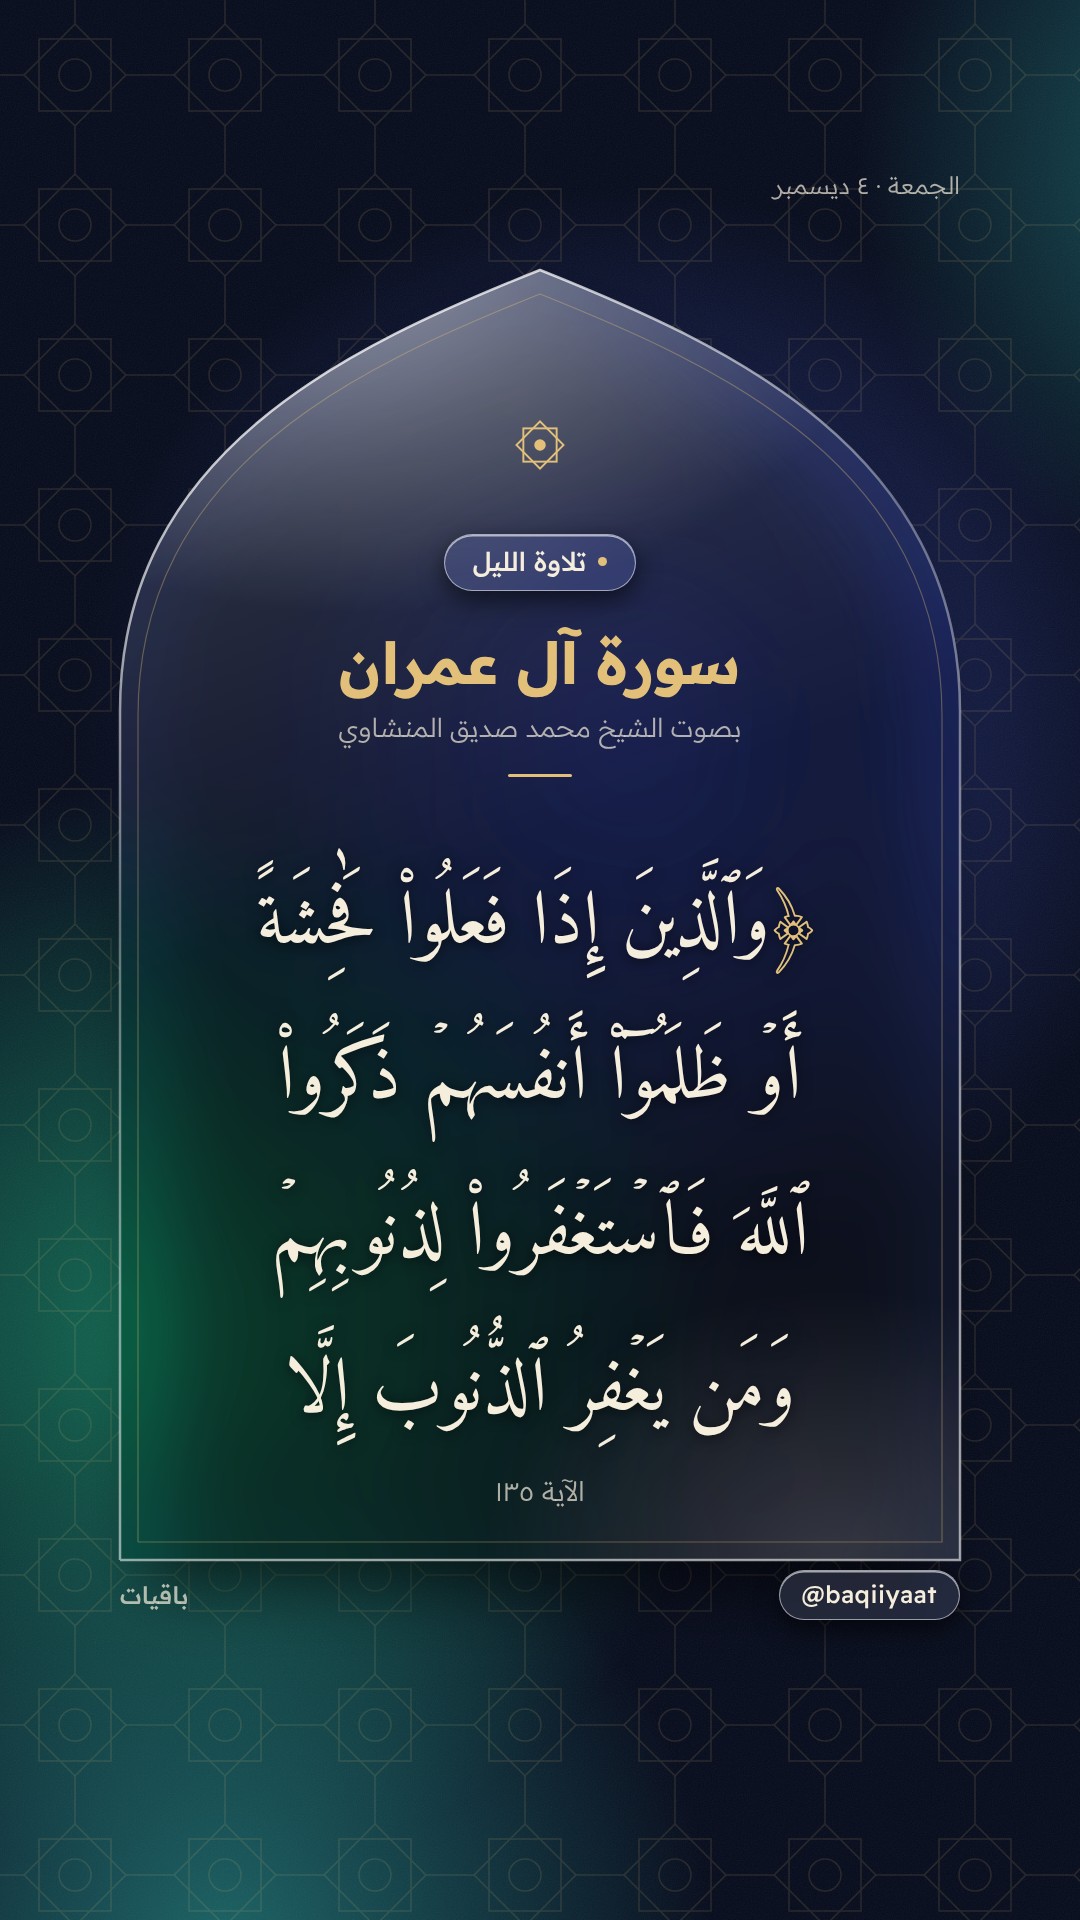 الجمعة · ٤ ديسمبر
تلاوة الليل
سورة آل عمران
بصوت الشيخ محمد صديق المنشاوي
﴿وَٱلَّذِينَ إِذَا فَعَلُوا۟ فَٰحِشَةً
أَوۡ ظَلَمُوٓا۟ أَنفُسَهُمۡ ذَكَرُوا۟
ٱللَّهَ فَٱسۡتَغۡفَرُوا۟ لِذُنُوبِهِمۡ
وَمَن يَغۡفِرُ ٱلذُّنُوبَ إِلَّا
الآية ١٣٥
@baqiiyaat
باقيات